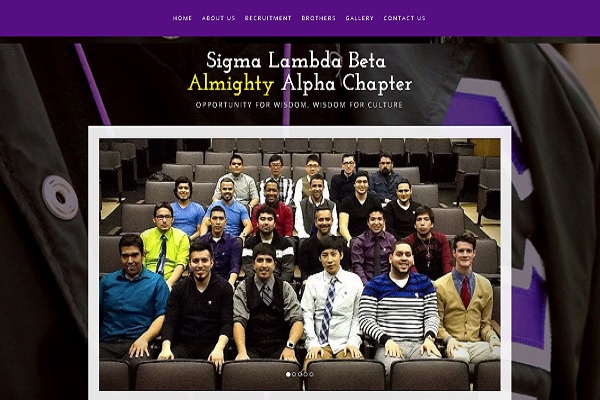 HOME ABOUT US RECRUITMENT BROTHERS GALLERY CONTACT US
Sigma Lambda Beta
Almighty Alpha Chapter
OPPORTUNITY FOR WISDOM, WISDOM FOR CULTURE